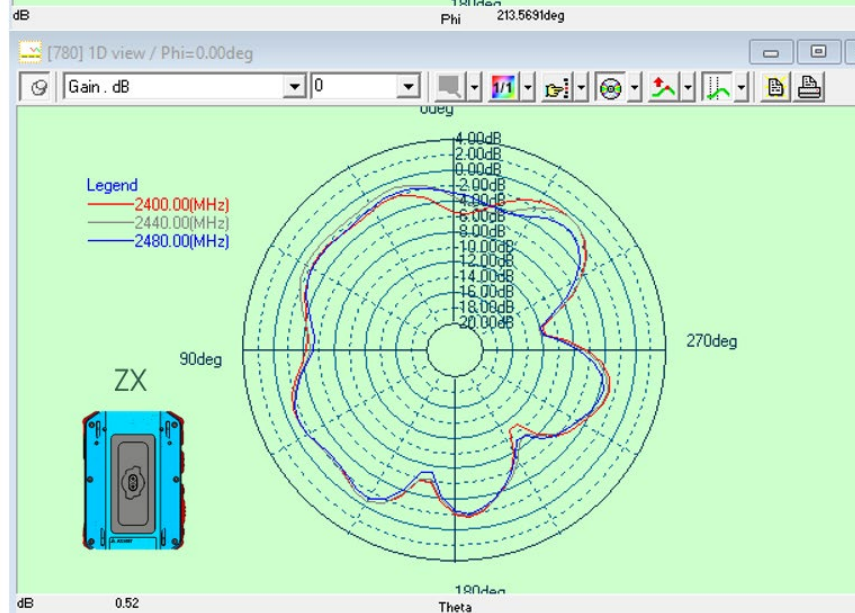 180deg
dB Phi 213.5691deg
[780] 1D view / Phi=0.00deg
Gain . dB 0 1/1
0deg
4.00dB
2.00dB
0.00dB
-2.00dB
-4.00dB
-6.00dB
-8.00dB
-10.00dB
-12.00dB
-14.00dB
-16.00dB
-18.00dB
-20.00dB
Legend
2400.00(MHz)
2440.00(MHz)
2480.00(MHz)
90deg
270deg
ZX
180deg
dB 0.52 Theta